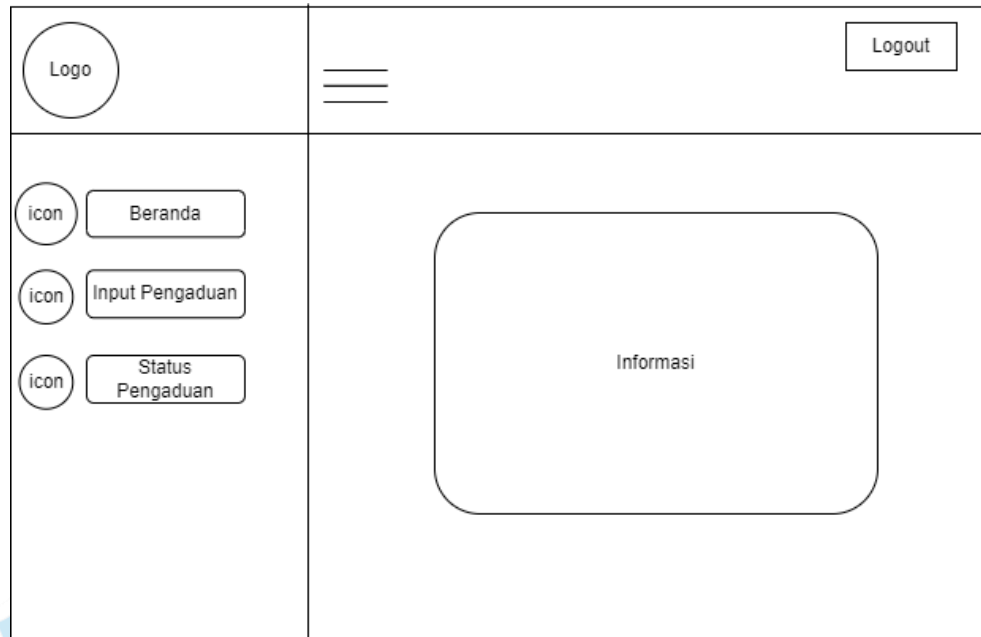 Logo
Logout
icon
Beranda
icon
Input Pengaduan
icon
Status
Pengaduan
Informasi